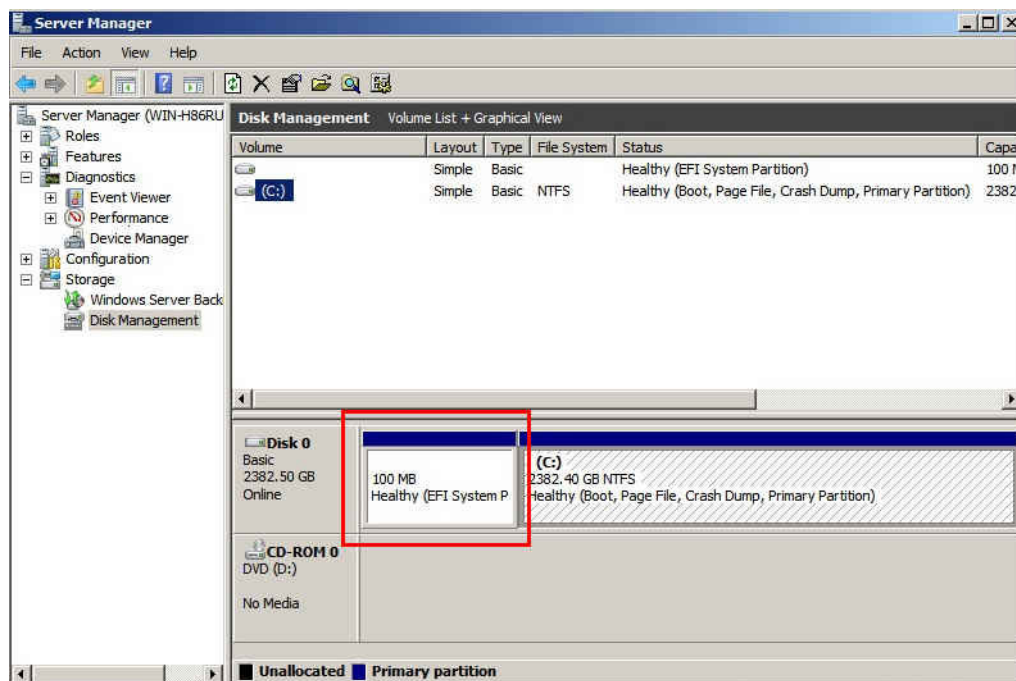 Server Manager
File Action View Help
Server Manager (WIN-H86RU
Roles
Features
Diagnostics
Event Viewer
Performance
Device Manager
Configuration
Storage
Windows Server Back
Disk Management
Disk Management Volume List + Graphical View
Volume Layout Type File System Status Capa
Simple Basic Healthy (EFI System Partition) 100 M
(C:) Simple Basic NTFS Healthy (Boot, Page File, Crash Dump, Primary Partition) 2382
Disk 0
Basic
2382.50 GB
Online
100 MB
Healthy (EFI System P
(C:)
2382.40 GB NTFS
Healthy (Boot, Page File, Crash Dump, Primary Partition)
CD-ROM 0
DVD (D:)
No Media
Unallocated Primary partition